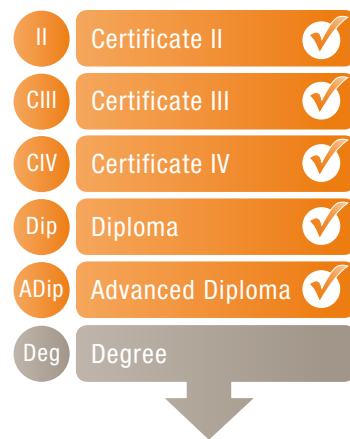 II Certificate II
CIII Certificate III
CIV Certificate IV
Dip Diploma
ADip Advanced Diploma
Deg Degree